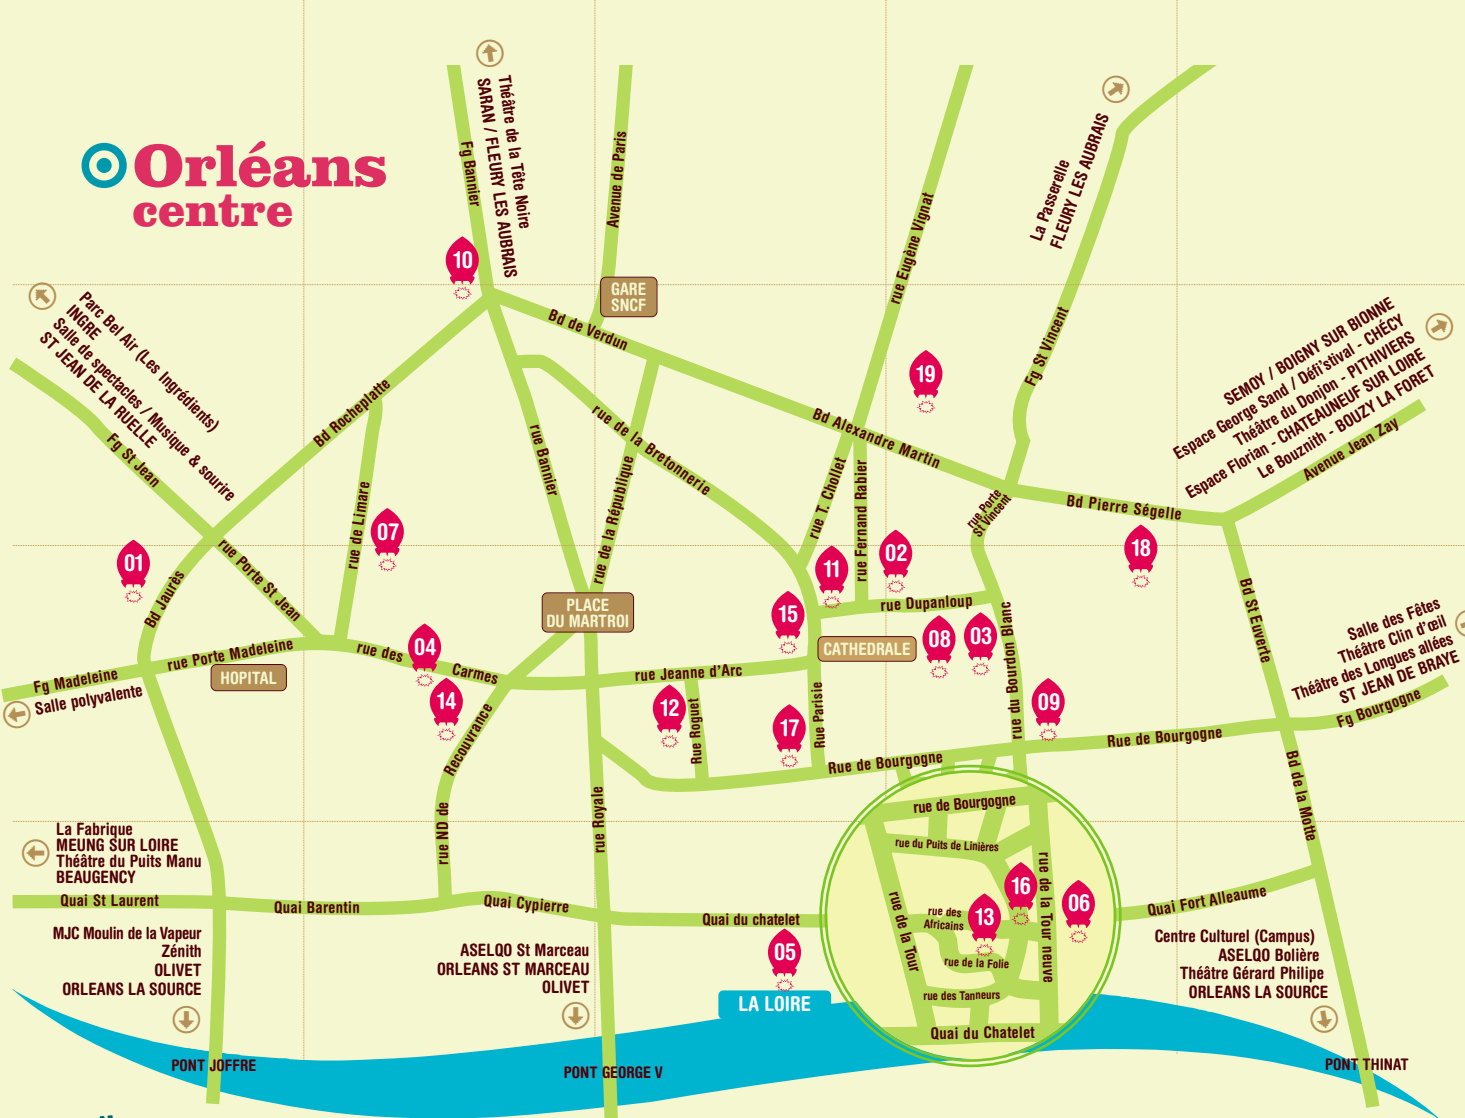 Orléans
centre
Théâtre de la Tête Noire
SARAN / FLEURY LES AUBRAIS
Fg Bannier
Avenue de Paris
rue Eugène Vignat
La Passerelle
FLEURY LES AUBRAIS
Fg St Vincent
10
GARE
SNCF
Bd de Verdun
Parc Bel Air (Les Ingrédients)
INGRE
Salle de spectacles / Musique & sourire
ST JEAN DE LA RUELLE
Fg St Jean
Bd Rocheplatte
19
SEMOY / BOIGNY SUR BIONNE
Espace George Sand / Défi'stival - CHÉCY
Théâtre du Donjon - PITHIVIERS
Espace Florian - CHATEAUNEUF SUR LOIRE
Le Bouznith - BOUZY LA FORET
Avenue Jean Zay
rue de la Bretonnerie
Bd Alexandre Martin
rue Bannier
rue de la République
rue T. Chollet
rue Fernand Rabier
rue Porte
St Vincent
Bd Pierre Ségelle
18
01
Bd Jaurès
rue Porte St Jean
rue de Limare
07
11
02
15
rue Dupanloup
PLACE
DU MARTROI
CATHEDRALE
08
03
rue du Bourdon Blanc
Bd St Euverte
Salle des Fêtes
Théâtre Clin d'œil
Théâtre des Longues allées
ST JEAN DE BRAYE
Fg Bourgogne
Fg Madeleine
Salle polyvalente
rue Porte Madeleine
HOPITAL
rue des
04
Carmes
14
rue Jeanne d'Arc
12
Rue Roguet
17
Rue Parisie
09
Rue de Bourgogne
Rue de Bourgogne
Recouvrance
rue ND de
rue Royale
Bd de la Motte
La Fabrique
MEUNG SUR LOIRE
Théâtre du Puits Manu
BEAUGENCY
Quai St Laurent
Quai Barentin
Quai Cypierre
Quai du chatelet
rue de Bourgogne
rue du Puits de Linières
rue de la Tour
rue des
Africains
13
16
rue de la Tour neuve
06
rue de la Folie
rue des Tanneurs
Quai du Chatelet
Quai Fort Alleaume
MJC Moulin de la Vapeur
Zénith
OLIVET
ORLEANS LA SOURCE
ASELQO St Marceau
ORLEANS ST MARCEAU
OLIVET
05
LA LOIRE
Centre Culturel (Campus)
ASELQO Bolière
Théâtre Gérard Philipe
ORLEANS LA SOURCE
PONT JOFFRE
PONT GEORGE V
PONT THINAT